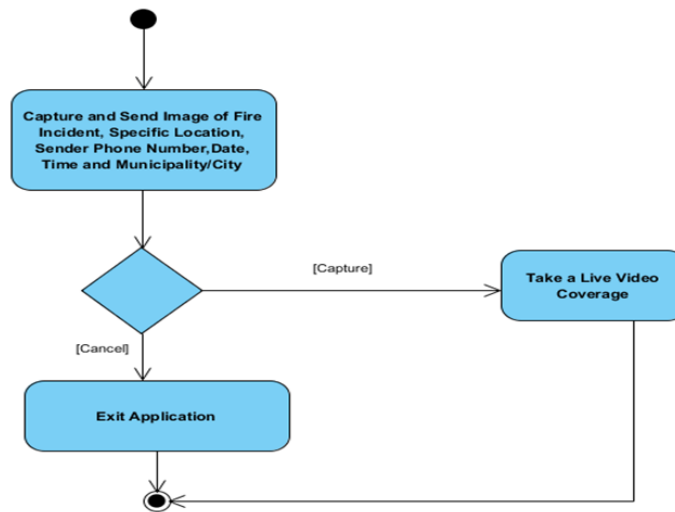 Capture and Send Image of Fire
Incident, Specific Location,
Sender Phone Number,Date,
Time and Municipality/City
[Capture]
Take a Live Video
Coverage
[Cancel]
Exit Application